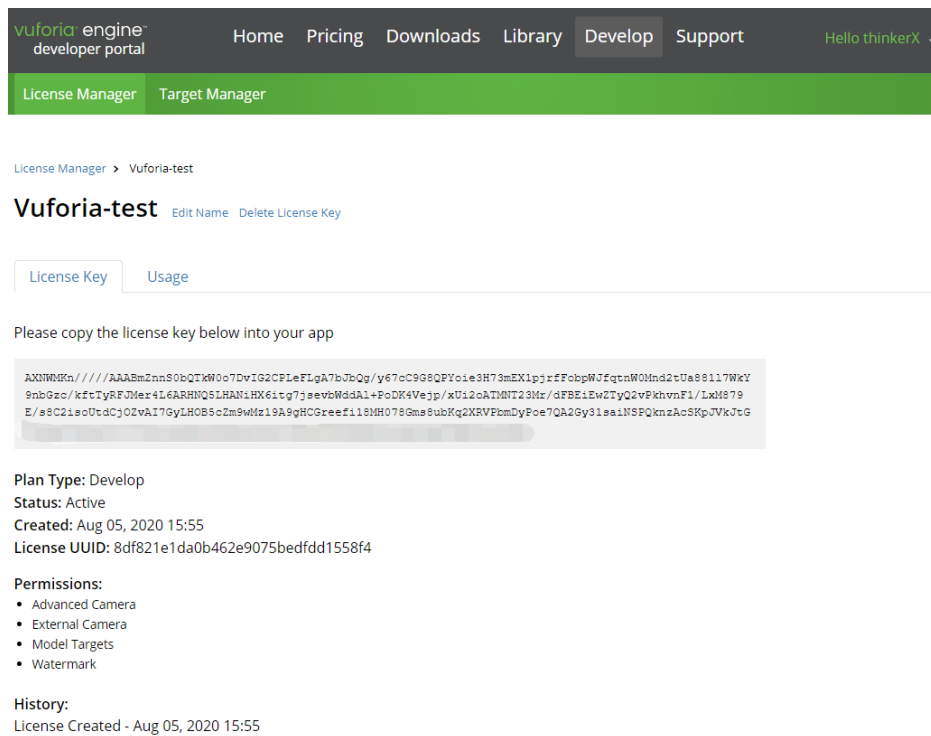 vuforia® engine™
developer portal
Home Pricing Downloads Library Develop Support Hello thinkerX
License Manager Target Manager
License Manager > Vuforia-test
Vuforia-test Edit Name Delete License Key
License Key Usage
Please copy the license key below into your app
Plan Type: Develop
Status: Active
Created: Aug 05, 2020 15:55
License UUID: 8df821e1da0b462e9075bedfdd1558f4
Permissions:
• Advanced Camera
• External Camera
• Model Targets
• Watermark
History:
License Created - Aug 05, 2020 15:55